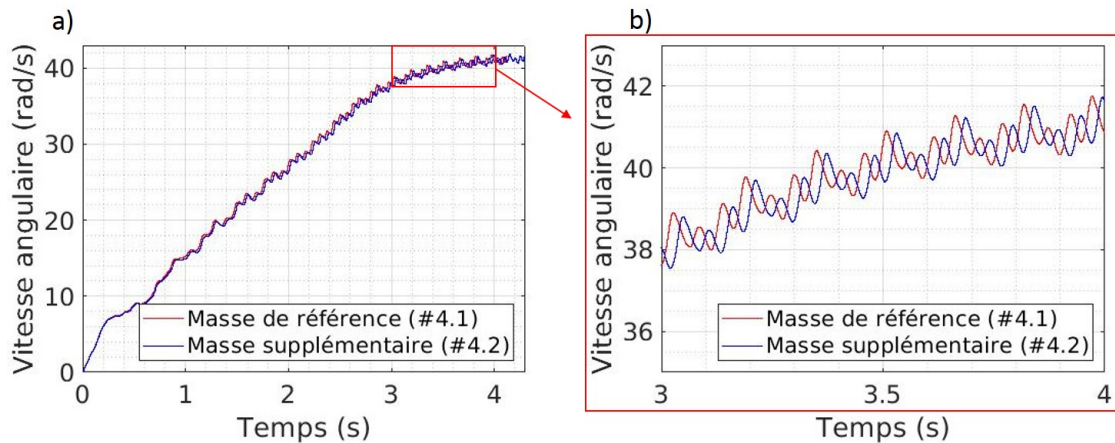 a)
Vitesse angulaire (rad/s)
40
30
20
10
0
0 1 2 3 4
Temps (s)
Masse de référence (#4.1)
Masse supplémentaire (#4.2)
b)
Vitesse angulaire (rad/s)
42
40
38
36
3 3.5 4
Temps (s)
Masse de référence (#4.1)
Masse supplémentaire (#4.2)